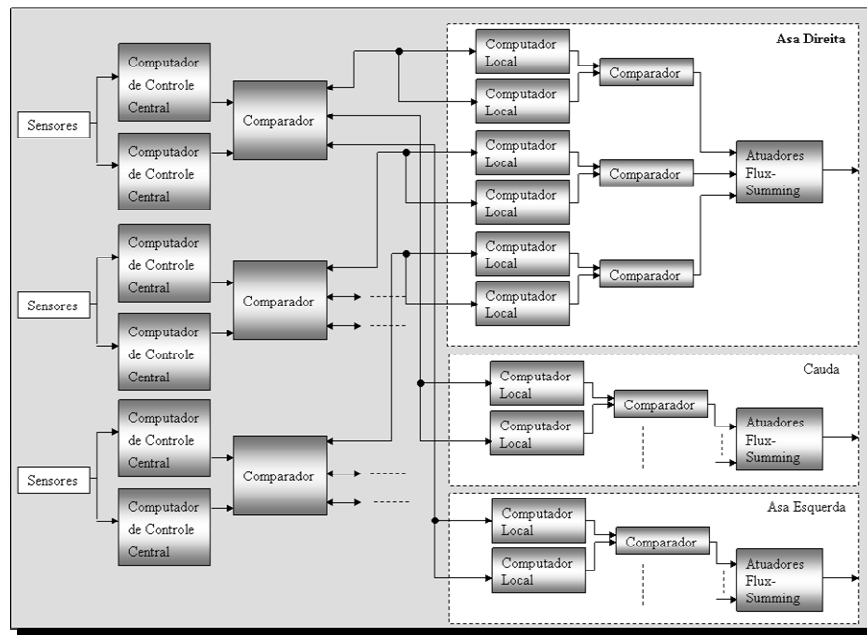 Sensores
Computador
de Controle
Central
Computador
de Controle
Central
Comparador
Sensores
Computador
de Controle
Central
Computador
de Controle
Central
Comparador
Sensores
Computador
de Controle
Central
Computador
de Controle
Central
Comparador
Asa Direita
Computador
Local
Computador
Local
Comparador
Computador
Local
Computador
Local
Comparador
Computador
Local
Computador
Local
Comparador
Atuadores
Flux-
Summing
Cauda
Computador
Local
Computador
Local
Comparador
Atuadores
Flux-
Summing
Asa Esquerda
Computador
Local
Computador
Local
Comparador
Atuadores
Flux-
Summing